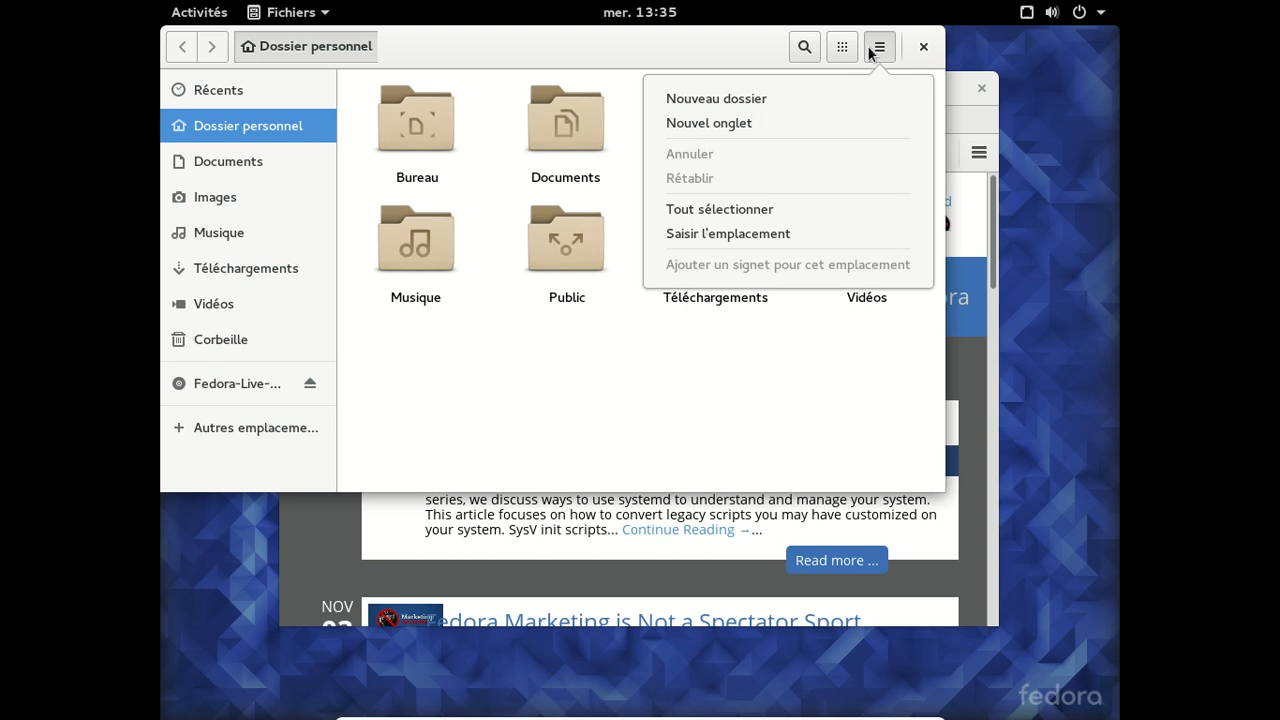 Activités
Fichiers
mer. 13:35
Dossier personnel
Récents
Dossier personnel
Documents
Images
Musique
Téléchargements
Vidéos
Corbeille
Fedora-Live-...
Autres emplaceme...
Bureau
Documents
Musique
Public
Téléchargements
Vidéos
Nouveau dossier
Nouvel onglet
Annuler
Rétablir
Tout sélectionner
Saisir l'emplacement
Ajouter un signet pour cet emplacement
series, we discuss ways to use systemd to understand and manage your system.
This article focuses on how to convert legacy scripts you may have customized on
your system. SysV init scripts... Continue Reading →...
Read more ...
NOV
Marketing
Fedora Marketing is Not a Spectator Sport
fedora